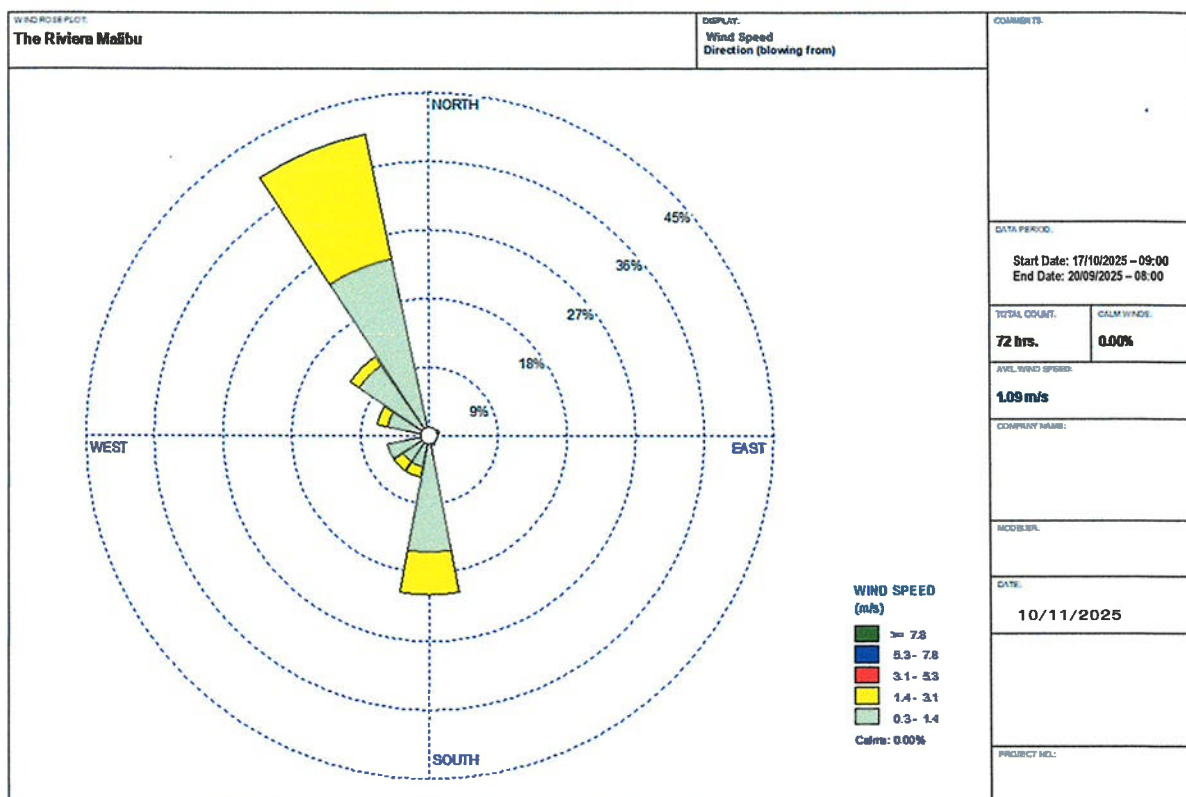 WIND ROSE PLOT:
The Riviera Malibu
DISPLAY:
Wind Speed
Direction (blowing from)
COMMENTS:
NORTH
45%
36%
27%
18%
9%
WEST
EAST
SOUTH
WIND SPEED
(m/s)
>= 7.8
5.3 - 7.8
3.1 - 5.3
1.4 - 3.1
0.3 - 1.4
Calms: 0.00%
DATA PERIOD:
Start Date: 17/10/2025 – 09:00
End Date: 20/09/2025 – 08:00
TOTAL COUNT:
72 hrs.
CALM WINDS:
0.00%
AVG. WIND SPEED:
1.09 m/s
COMPANY NAME:
MODELER:
DATE:
10/11/2025
PROJECT NO.: